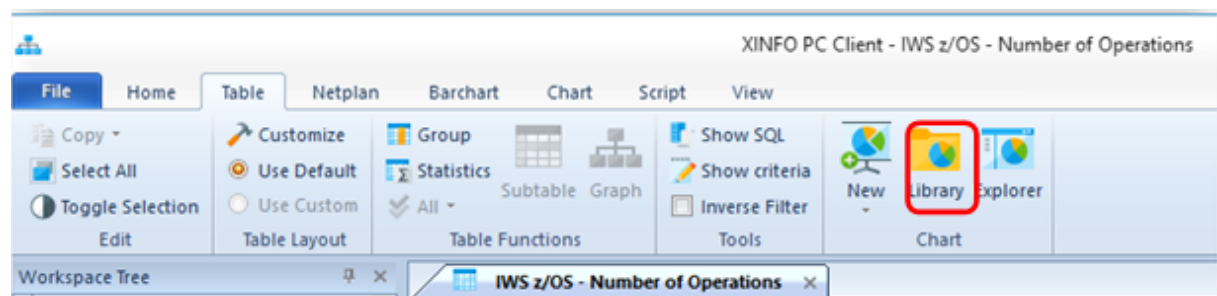 XINFO PC Client - IWS z/OS - Number of Operations
File Home Table Netplan Barchart Chart Script View
Copy
Select All
Toggle Selection
Edit
Customize
Use Default
Use Custom
Table Layout
Group
Statistics
All
Subtable Graph
Table Functions
Show SQL
Show criteria
Inverse Filter
Tools
New Library Explorer
Chart
Workspace Tree
IWS z/OS - Number of Operations